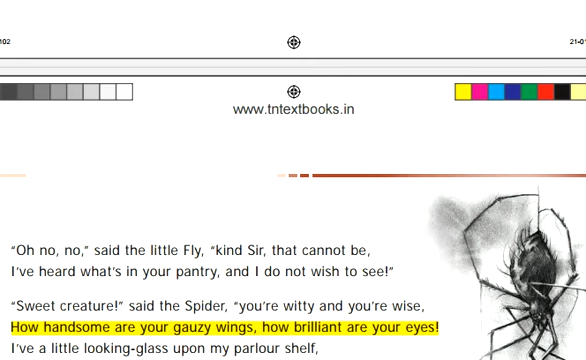 102
21-01
www.tntextbooks.in
“Oh no, no,” said the little Fly, “kind Sir, that cannot be,
I’ve heard what’s in your pantry, and I do not wish to see!”
“Sweet creature!” said the Spider, “you’re witty and you’re wise,
How handsome are your gauzy wings, how brilliant are your eyes!
I’ve a little looking-glass upon my parlour shelf,